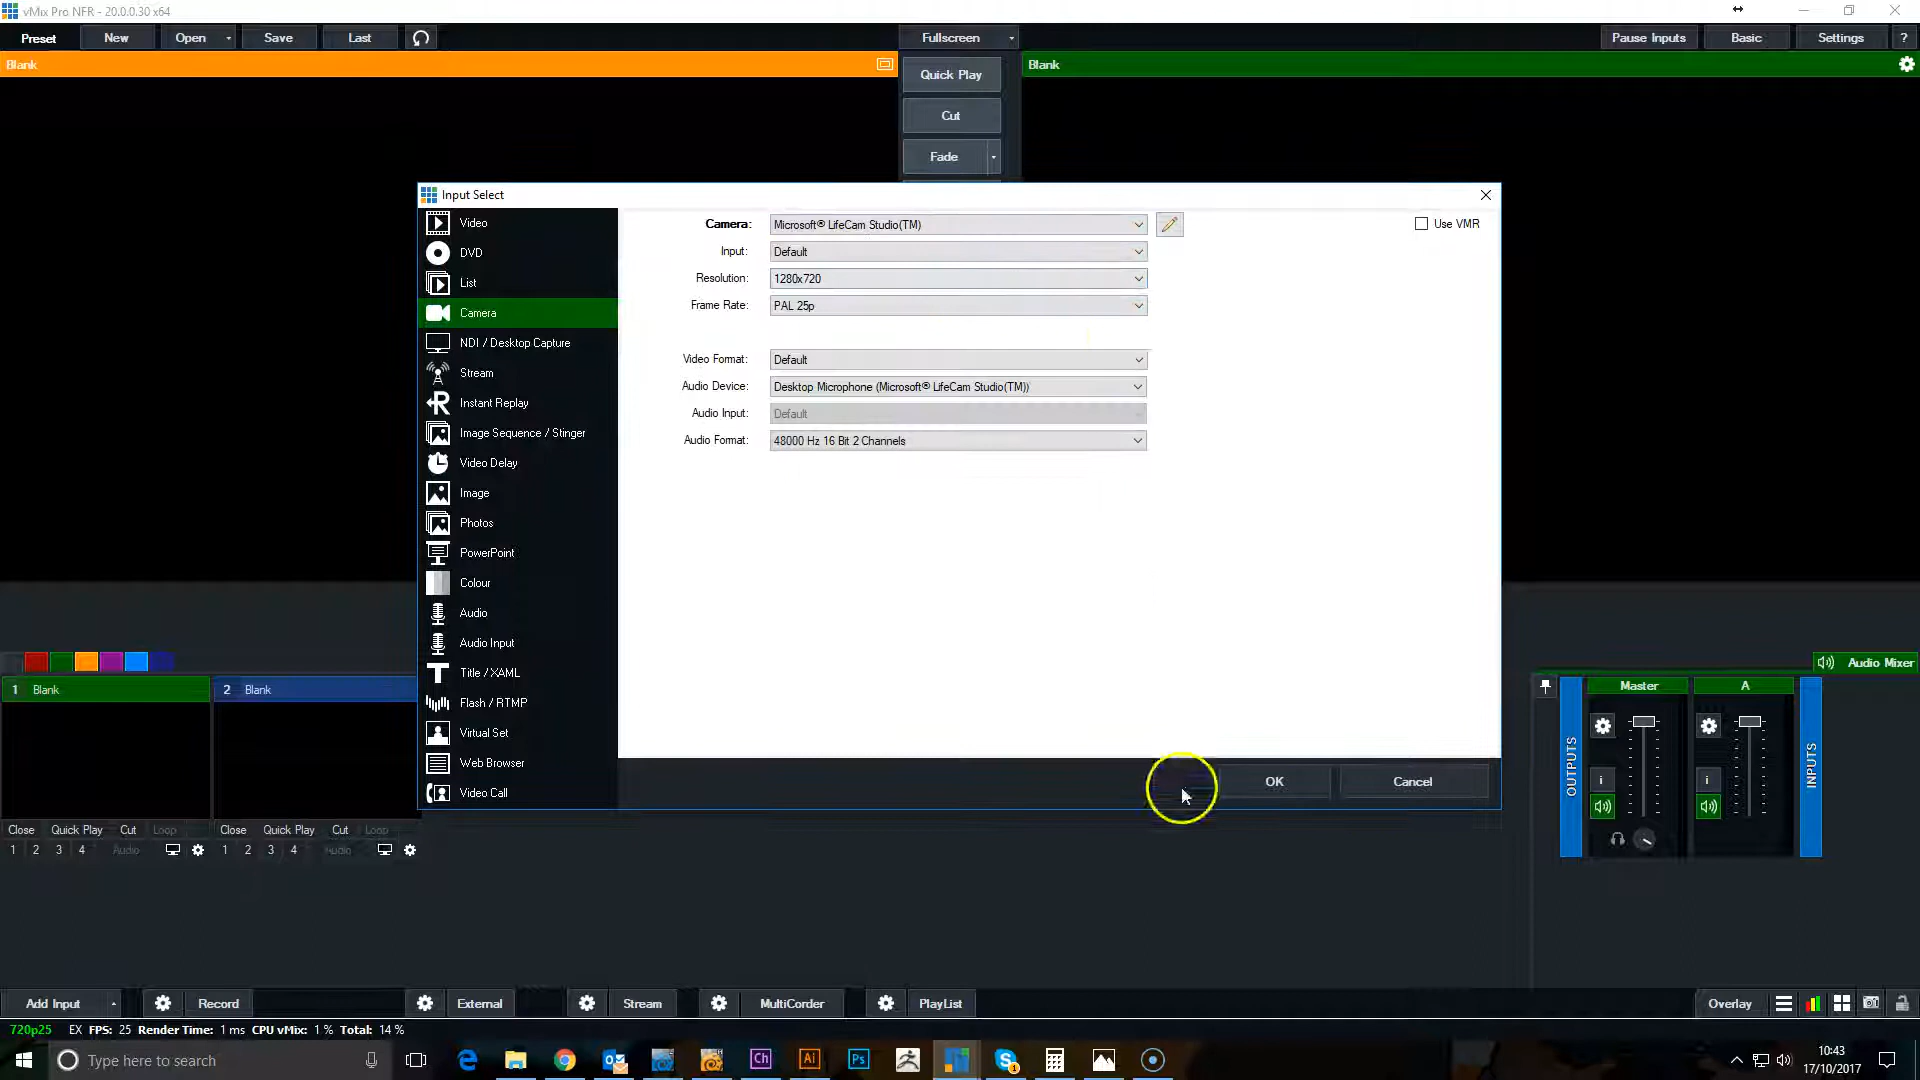 vMix Pro NFR - 20.0.0.30 x64
Preset New Open Save Last Fullscreen Pause Inputs Basic Settings ?
Blank Blank
Quick Play
Cut
Fade
Input Select
Video
DVD
List
Camera
NDI / Desktop Capture
Stream
Instant Replay
Image Sequence / Stinger
Video Delay
Image
Photos
PowerPoint
Colour
Audio
Audio Input
Title / XAML
Flash / RTMP
Virtual Set
Web Browser
Video Call
Camera: Microsoft® LifeCam Studio(TM) Use VMR
Input: Default
Resolution: 1280x720
Frame Rate: PAL 25p
Video Format: Default
Audio Device: Desktop Microphone (Microsoft® LifeCam Studio(TM))
Audio Input: Default
Audio Format: 48000 Hz 16 Bit 2 Channels
OK Cancel
Audio Mixer
1 Blank 2 Blank
Master A
OUTPUTS INPUTS
i i
Close Quick Play Cut Loop Close Quick Play Cut Loop
1 2 3 4 Audio 1 2 3 4 Audio
Add Input Record External Stream MultiCorder PlayList Overlay
720p25 EX FPS: 25 Render Time: 1 ms CPU vMix: 1 % Total: 14 %
Type here to search
Ch Ai Ps
10:43
17/10/2017